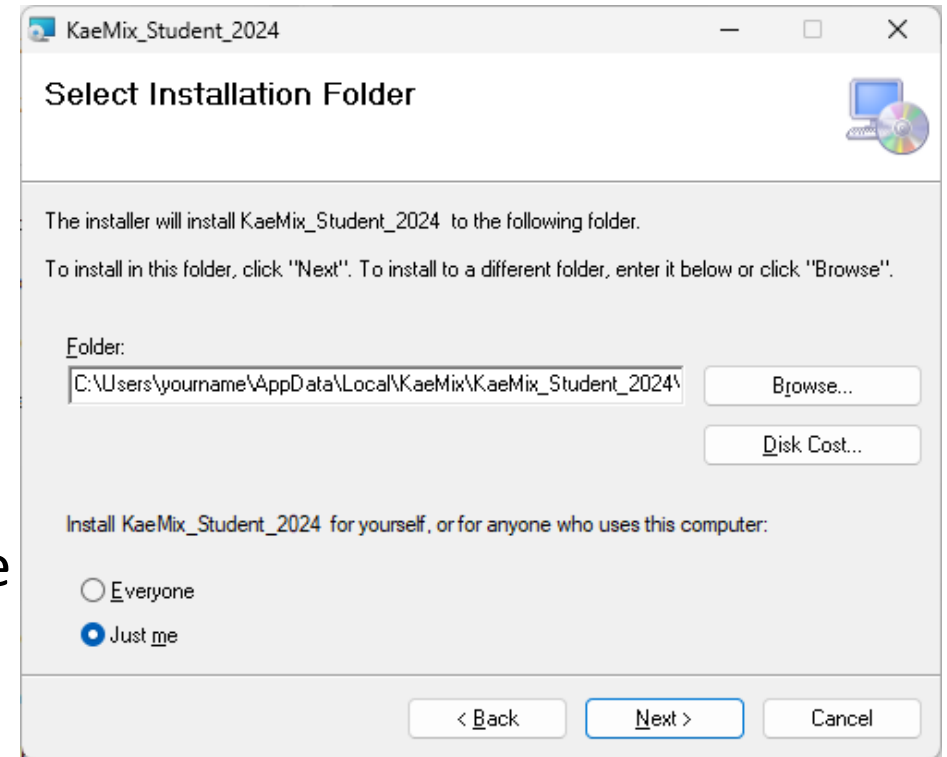 KaeMix_Student_2024
Select Installation Folder
The installer will install KaeMix_Student_2024 to the following folder.
To install in this folder, click "Next". To install to a different folder, enter it below or click "Browse".
Folder:
C:\Users\yourname\AppData\Local\KaeMix\KaeMix_Student_2024\
Browse...
Disk Cost...
Install KaeMix_Student_2024 for yourself, or for anyone who uses this computer:
e
Everyone
Just me
< Back
Next >
Cancel